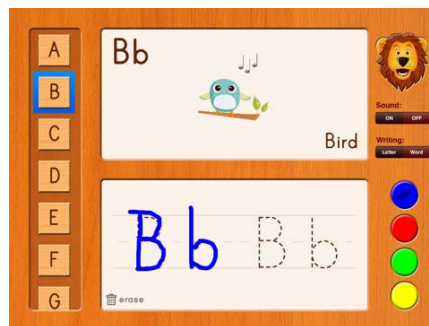 A
B
C
D
E
F
G
Bb
Bird
Bb Bb
erase
Sound:
ON OFF
Writing:
Letter Word